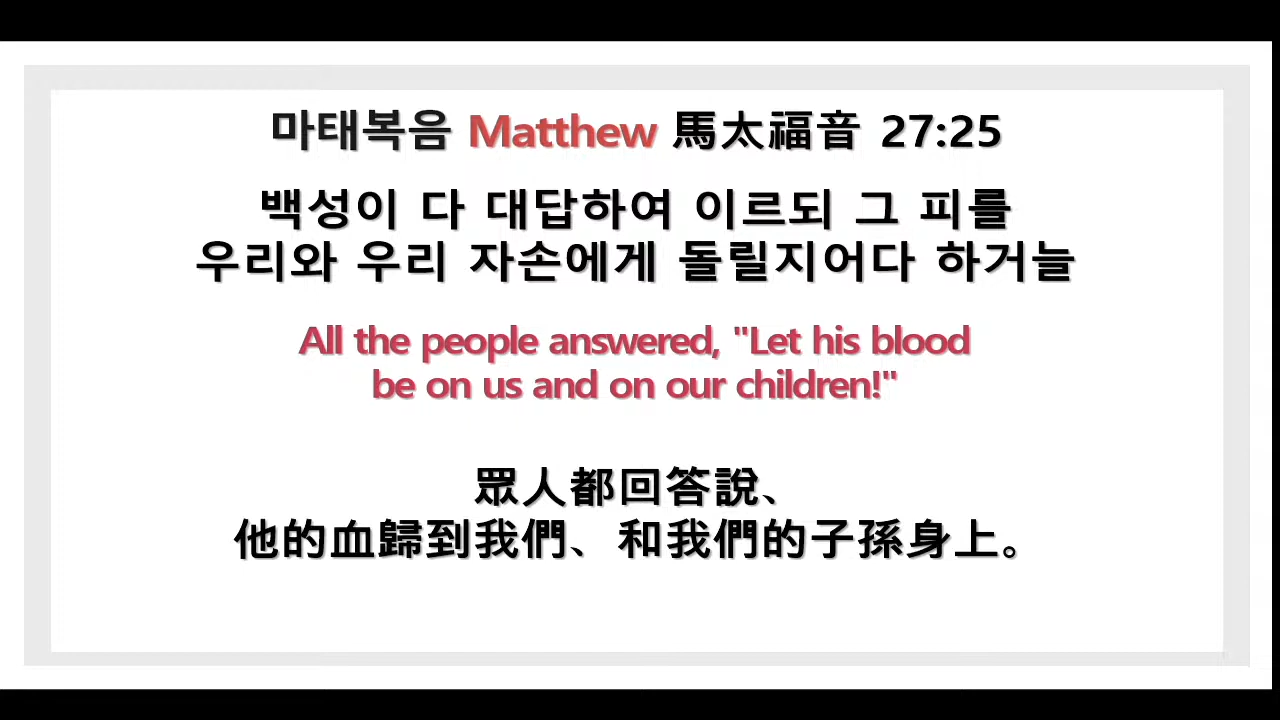 마태복음 Matthew 馬太福音 27:25
백성이 다 대답하여 이르되 그 피를
우리와 우리 자손에게 돌릴지어다 하거늘
All the people answered, "Let his blood
be on us and on our children!"
眾人都回答說、
他的血歸到我們、和我們的子孫身上。